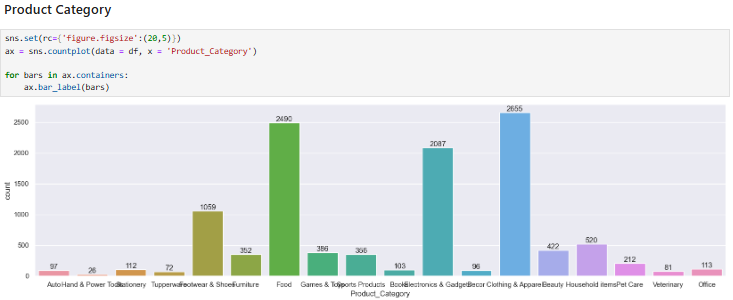 Product Category
sns.set(rc={'figure.figsize':(20,5)})
ax = sns.countplot(data = df, x = 'Product_Category')
for bars in ax.containers:
ax.bar_label(bars)
2655
2490
2087
1059
520
422
386
352
212
112
113
103
97
72
26
81
2500
2000
1500
1000
500
0
count
Auto Hand & Power Tools Stationery Tupperware Footwear & Shoes Furniture Food Games & Toys Sports Products Books Electronics & Gadgets Decor Clothing & Apparel Beauty Household items Pet Care Veterinary Office
Product_Category